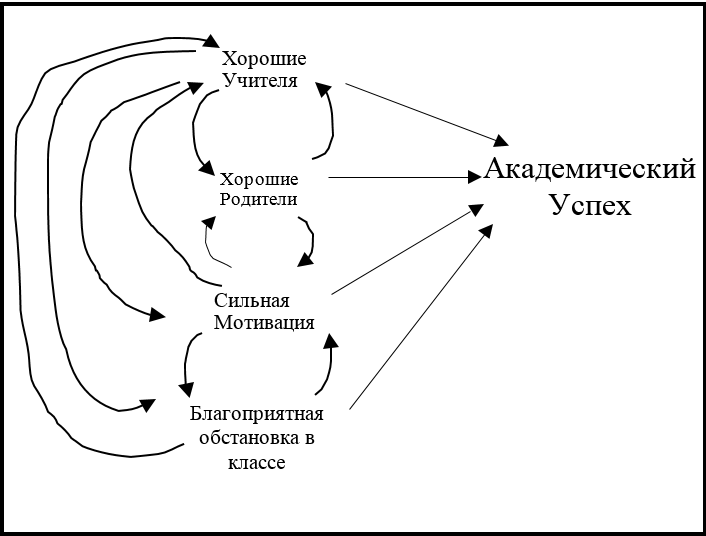 Хорошие
Учителя
Хорошие
Родители
Сильная
Мотивация
Благоприятная
обстановка в
классе
Академический
Успех